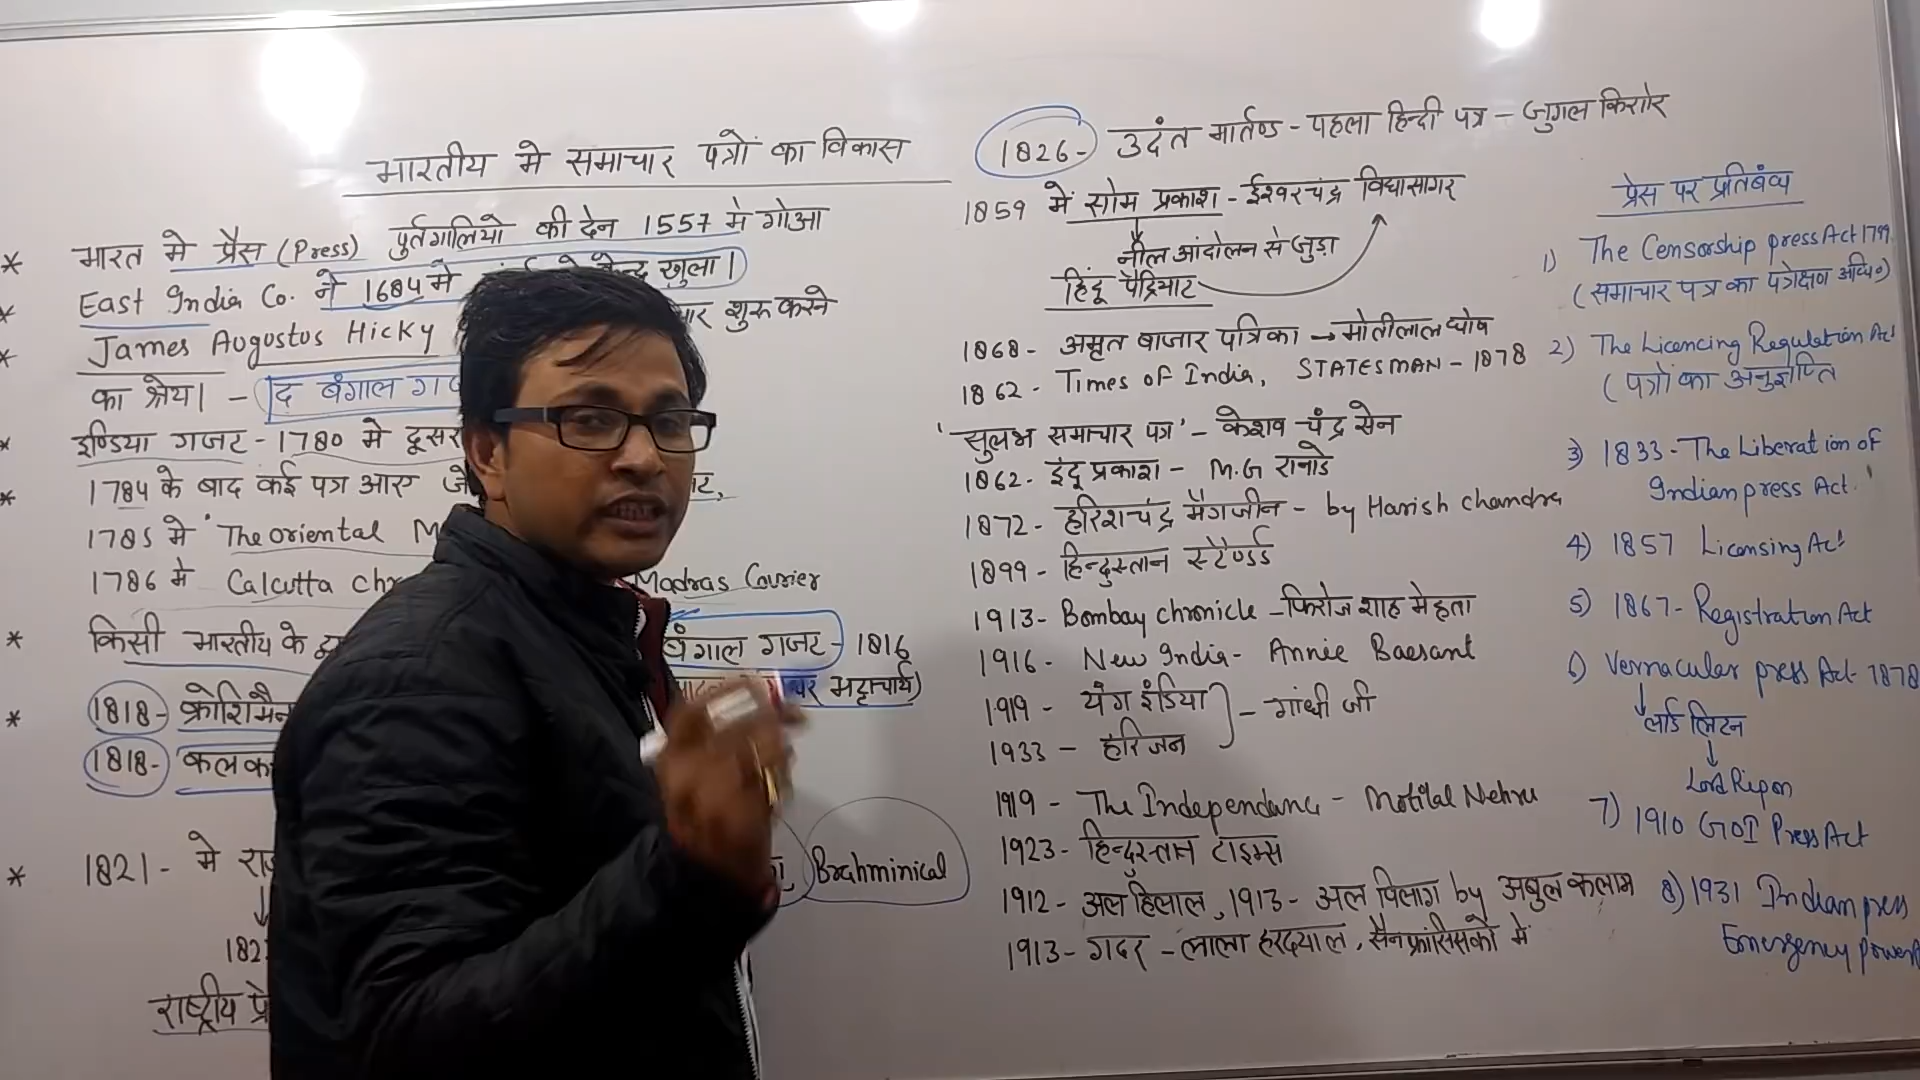 भारतीय मे समाचार पत्रों का विकास
* भारत मे प्रैस (Press) पुर्तगालियो की देन 1557 मे गोआ
* East India Co. ने 1684 मे केन्द्र खुला।
* James Augustus Hicky शुरू करने
का श्रेय। - द बंगाल गज
* इण्डिया गजट - 1780 मे दूसर
* 1784 के बाद कई पत्र आए जे ट,
1785 मे 'The oriental M
1786 मे Calcutta chr Madras Courier
* किसी भारतीय के द्व बंगाल गजट - 1816
भट्टाचार्य)
* 1818 -
1818 - कलक
* 1821 - मे राज Brahminical
↓
182
राष्ट्रीय प्रे
1826 - उदंत मार्तण्ड - पहला हिन्दी पत्र - जुगल किशोर
1859 में सोम प्रकाश - ईश्वरचंद्र विद्यासागर
↓
नील आंदोलन से जुड़ा
हिंदू पैट्रियाट
1868 - अमृत बाजार पत्रिका → मोतीलाल घोष
1862 - Times of India, STATESMAN - 1878
'सुलभ समाचार पत्र' - केशव चंद्र सेन
1862 - इंदू प्रकाश - M.G रानाडे
1872 - हरिशचंद्र मैगजीन - by Harish chandra
1899 - हिन्दुस्तान स्टैण्डर्ड
1913 - Bombay chronicle - फिरोज शाह मेहता
1916 - New India - Annie Baesant
1919 - यंग इंडिया
1933 - हरिजन } - गांधी जी
1919 - The Independance - Motilal Nehru
1923 - हिन्दुस्तान टाइम्स
1912 - अल हिलाल, 1913 - अल विलाग by अबुल कलाम
1913 - गदर - लाला हरदयाल, सैनफ्रांसिसको मे
प्रेस पर प्रतिबंध
1) The Censorship press Act 1799
(समाचार पत्र का पत्रेक्षण अधि०)
2) The Licencing Regulation Act
(पत्रों का अनुज्ञप्ति
3) 1833 - The Liberation of
Indian press Act.'
4) 1857 Licensing Act
5) 1867 - Registration Act
6) Vernacular press Act - 1878
↓
लार्ड लिटन
↓
Lord Ripon
7) 1910 GOI Press Act
8) 1931 Indian press
Emergency power